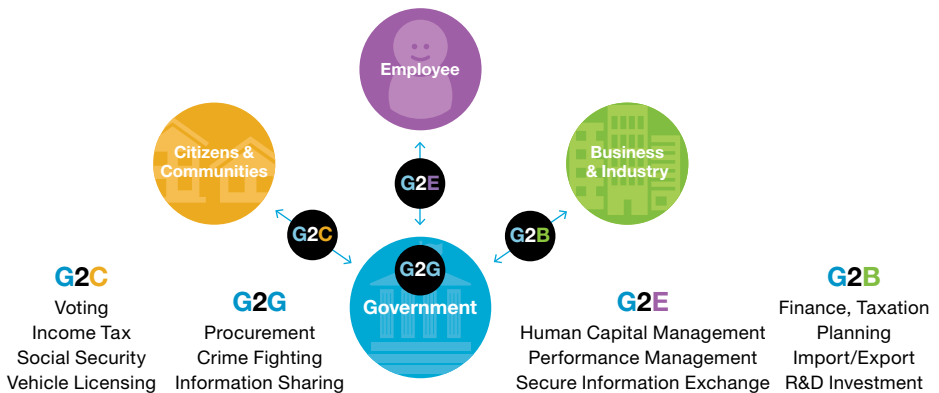 Employee
Citizens &
Communities
Business
& Industry
G2E
G2C
G2B
G2G
Government
G2C
Voting
Income Tax
Social Security
Vehicle Licensing
G2G
Procurement
Crime Fighting
Information Sharing
G2E
Human Capital Management
Performance Management
Secure Information Exchange
G2B
Finance, Taxation
Planning
Import/Export
R&D Investment